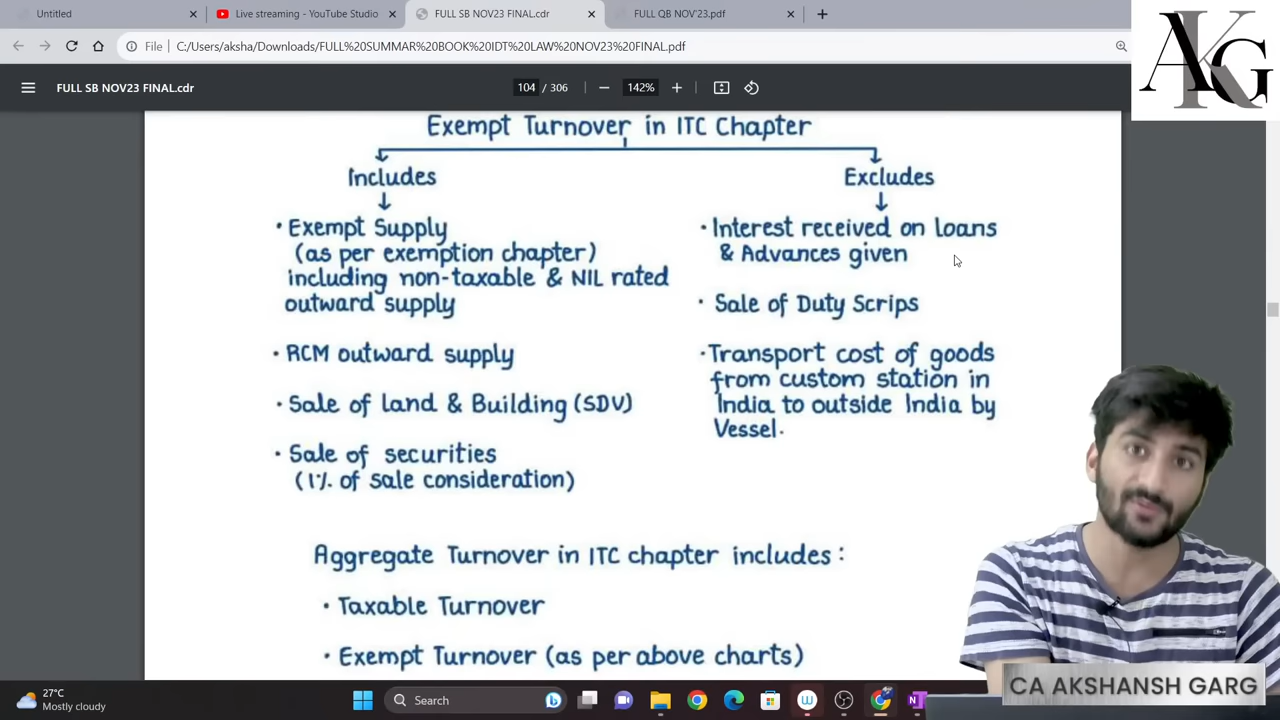 Untitled
Live streaming - YouTube Studio
FULL SB NOV23 FINAL.cdr
FULL QB NOV'23.pdf
File
C:/Users/aksha/Downloads/FULL%20SUMMAR%20BOOK%20IDT%20LAW%20NOV23%20FINAL.pdf
FULL SB NOV23 FINAL.cdr
104 / 306
142%
AKG
Exempt Turnover in ITC Chapter
Includes
• Exempt Supply
(as per exemption chapter)
including non-taxable & NIL rated
outward supply
• RCM outward supply
• Sale of land & Building (SDV)
• Sale of securities
(1% of sale consideration)
Excludes
• Interest received on loans
& Advances given
• Sale of Duty Scrips
• Transport cost of goods
from custom station in
India to outside India by
Vessel.
Aggregate Turnover in ITC chapter includes :
• Taxable Turnover
• Exempt Turnover (as per above charts)
CA AKSHANSH GARG
27°C
Mostly cloudy
Search